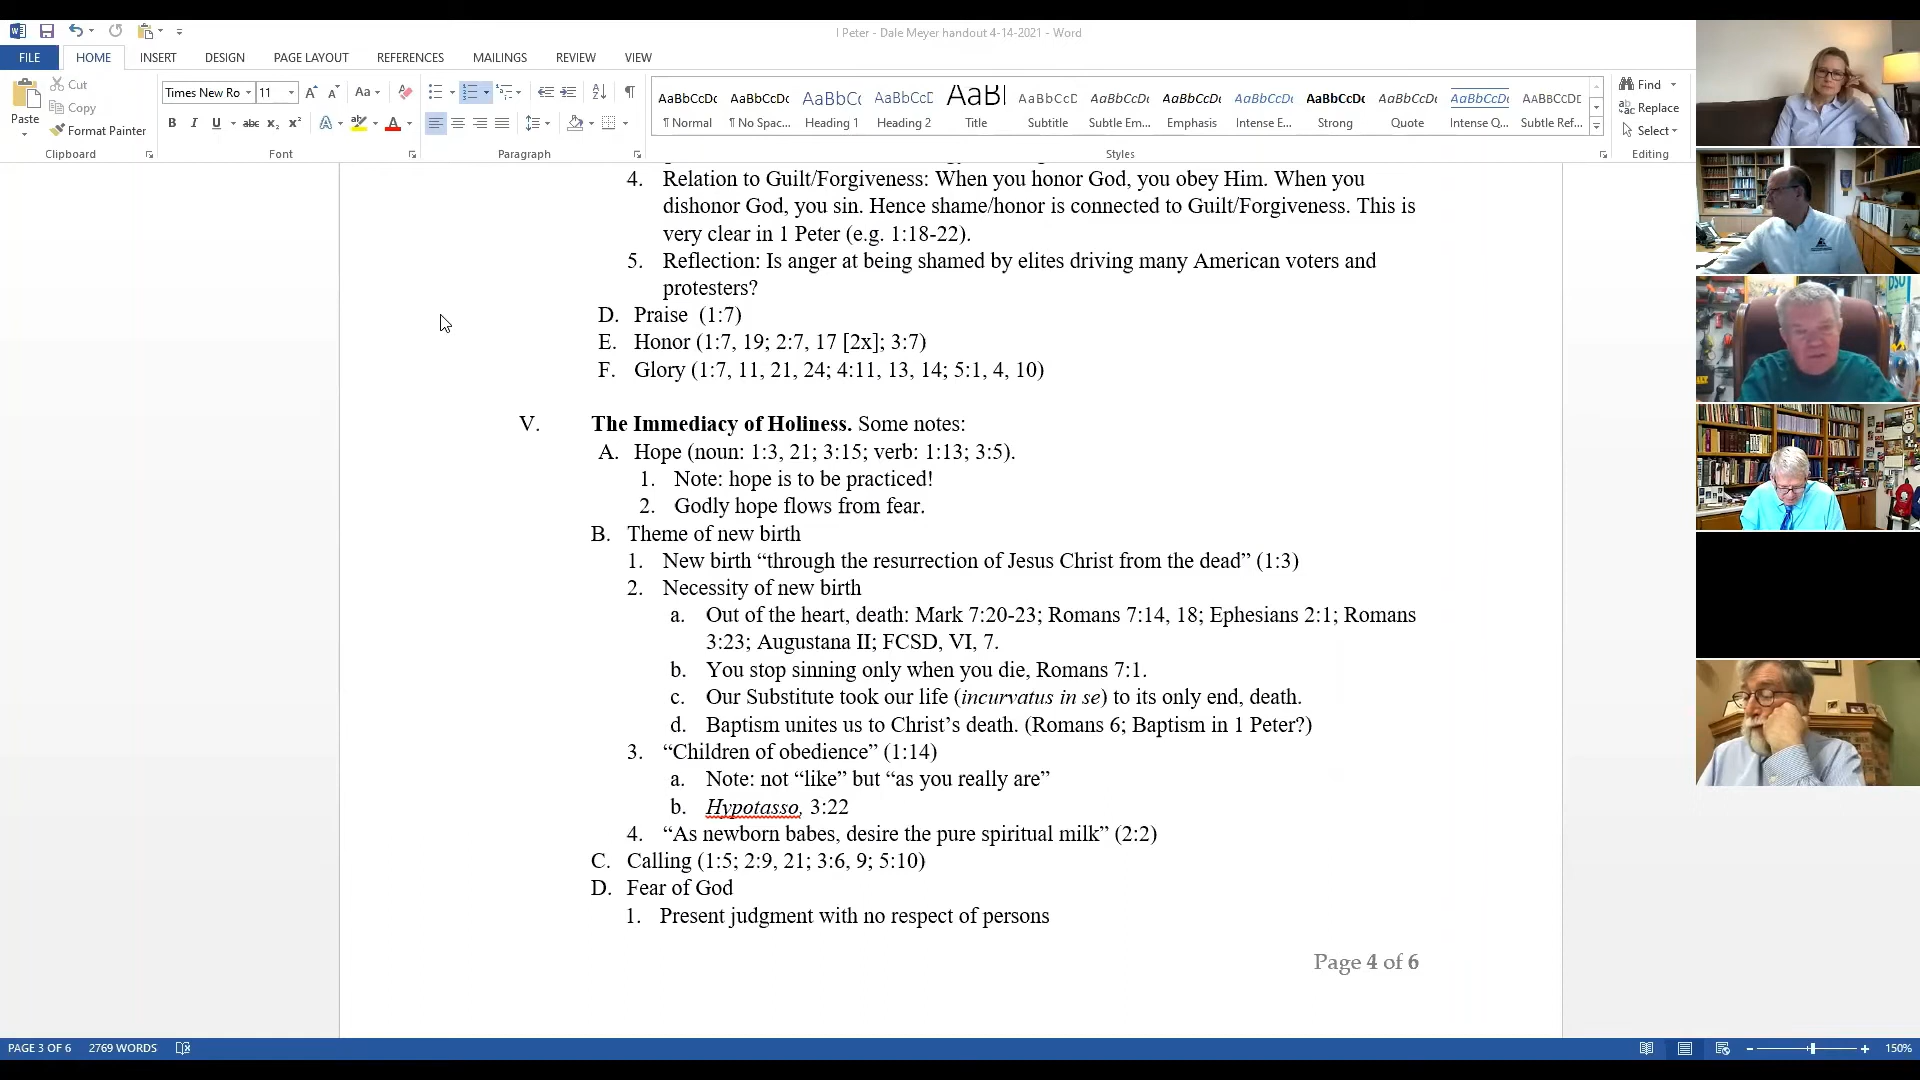 I Peter - Dale Meyer handout 4-14-2021 - Word
FILE HOME INSERT DESIGN PAGE LAYOUT REFERENCES MAILINGS REVIEW VIEW
Paste
Cut
Copy
Format Painter
Clipboard
Times New Ro 11
Font
Paragraph
AaBbCcDc ¶ Normal
AaBbCcDc ¶ No Spac...
AaBbCc Heading 1
AaBbCcD Heading 2
AaB Title
AaBbCcD Subtitle
AaBbCcDc Subtle Em...
AaBbCcDc Emphasis
AaBbCcDc Intense E...
AaBbCcDc Strong
AaBbCcDc Quote
AaBbCcDc Intense Q...
AaBbCcDc Subtle Ref...
Styles
Find
Replace
Select
Editing
4. Relation to Guilt/Forgiveness: When you honor God, you obey Him. When you
dishonor God, you sin. Hence shame/honor is connected to Guilt/Forgiveness. This is
very clear in 1 Peter (e.g. 1:18-22).
5. Reflection: Is anger at being shamed by elites driving many American voters and
protesters?
D. Praise (1:7)
E. Honor (1:7, 19; 2:7, 17 [2x]; 3:7)
F. Glory (1:7, 11, 21, 24; 4:11, 13, 14; 5:1, 4, 10)
V. The Immediacy of Holiness. Some notes:
A. Hope (noun: 1:3, 21; 3:15; verb: 1:13; 3:5).
1. Note: hope is to be practiced!
2. Godly hope flows from fear.
B. Theme of new birth
1. New birth “through the resurrection of Jesus Christ from the dead” (1:3)
2. Necessity of new birth
a. Out of the heart, death: Mark 7:20-23; Romans 7:14, 18; Ephesians 2:1; Romans
3:23; Augustana II; FCSD, VI, 7.
b. You stop sinning only when you die, Romans 7:1.
c. Our Substitute took our life (incurvatus in se) to its only end, death.
d. Baptism unites us to Christ’s death. (Romans 6; Baptism in 1 Peter?)
3. “Children of obedience” (1:14)
a. Note: not “like” but “as you really are”
b. Hypotasso, 3:22
4. “As newborn babes, desire the pure spiritual milk” (2:2)
C. Calling (1:5; 2:9, 21; 3:6, 9; 5:10)
D. Fear of God
1. Present judgment with no respect of persons
Page 4 of 6
PAGE 3 OF 6 2769 WORDS 150%